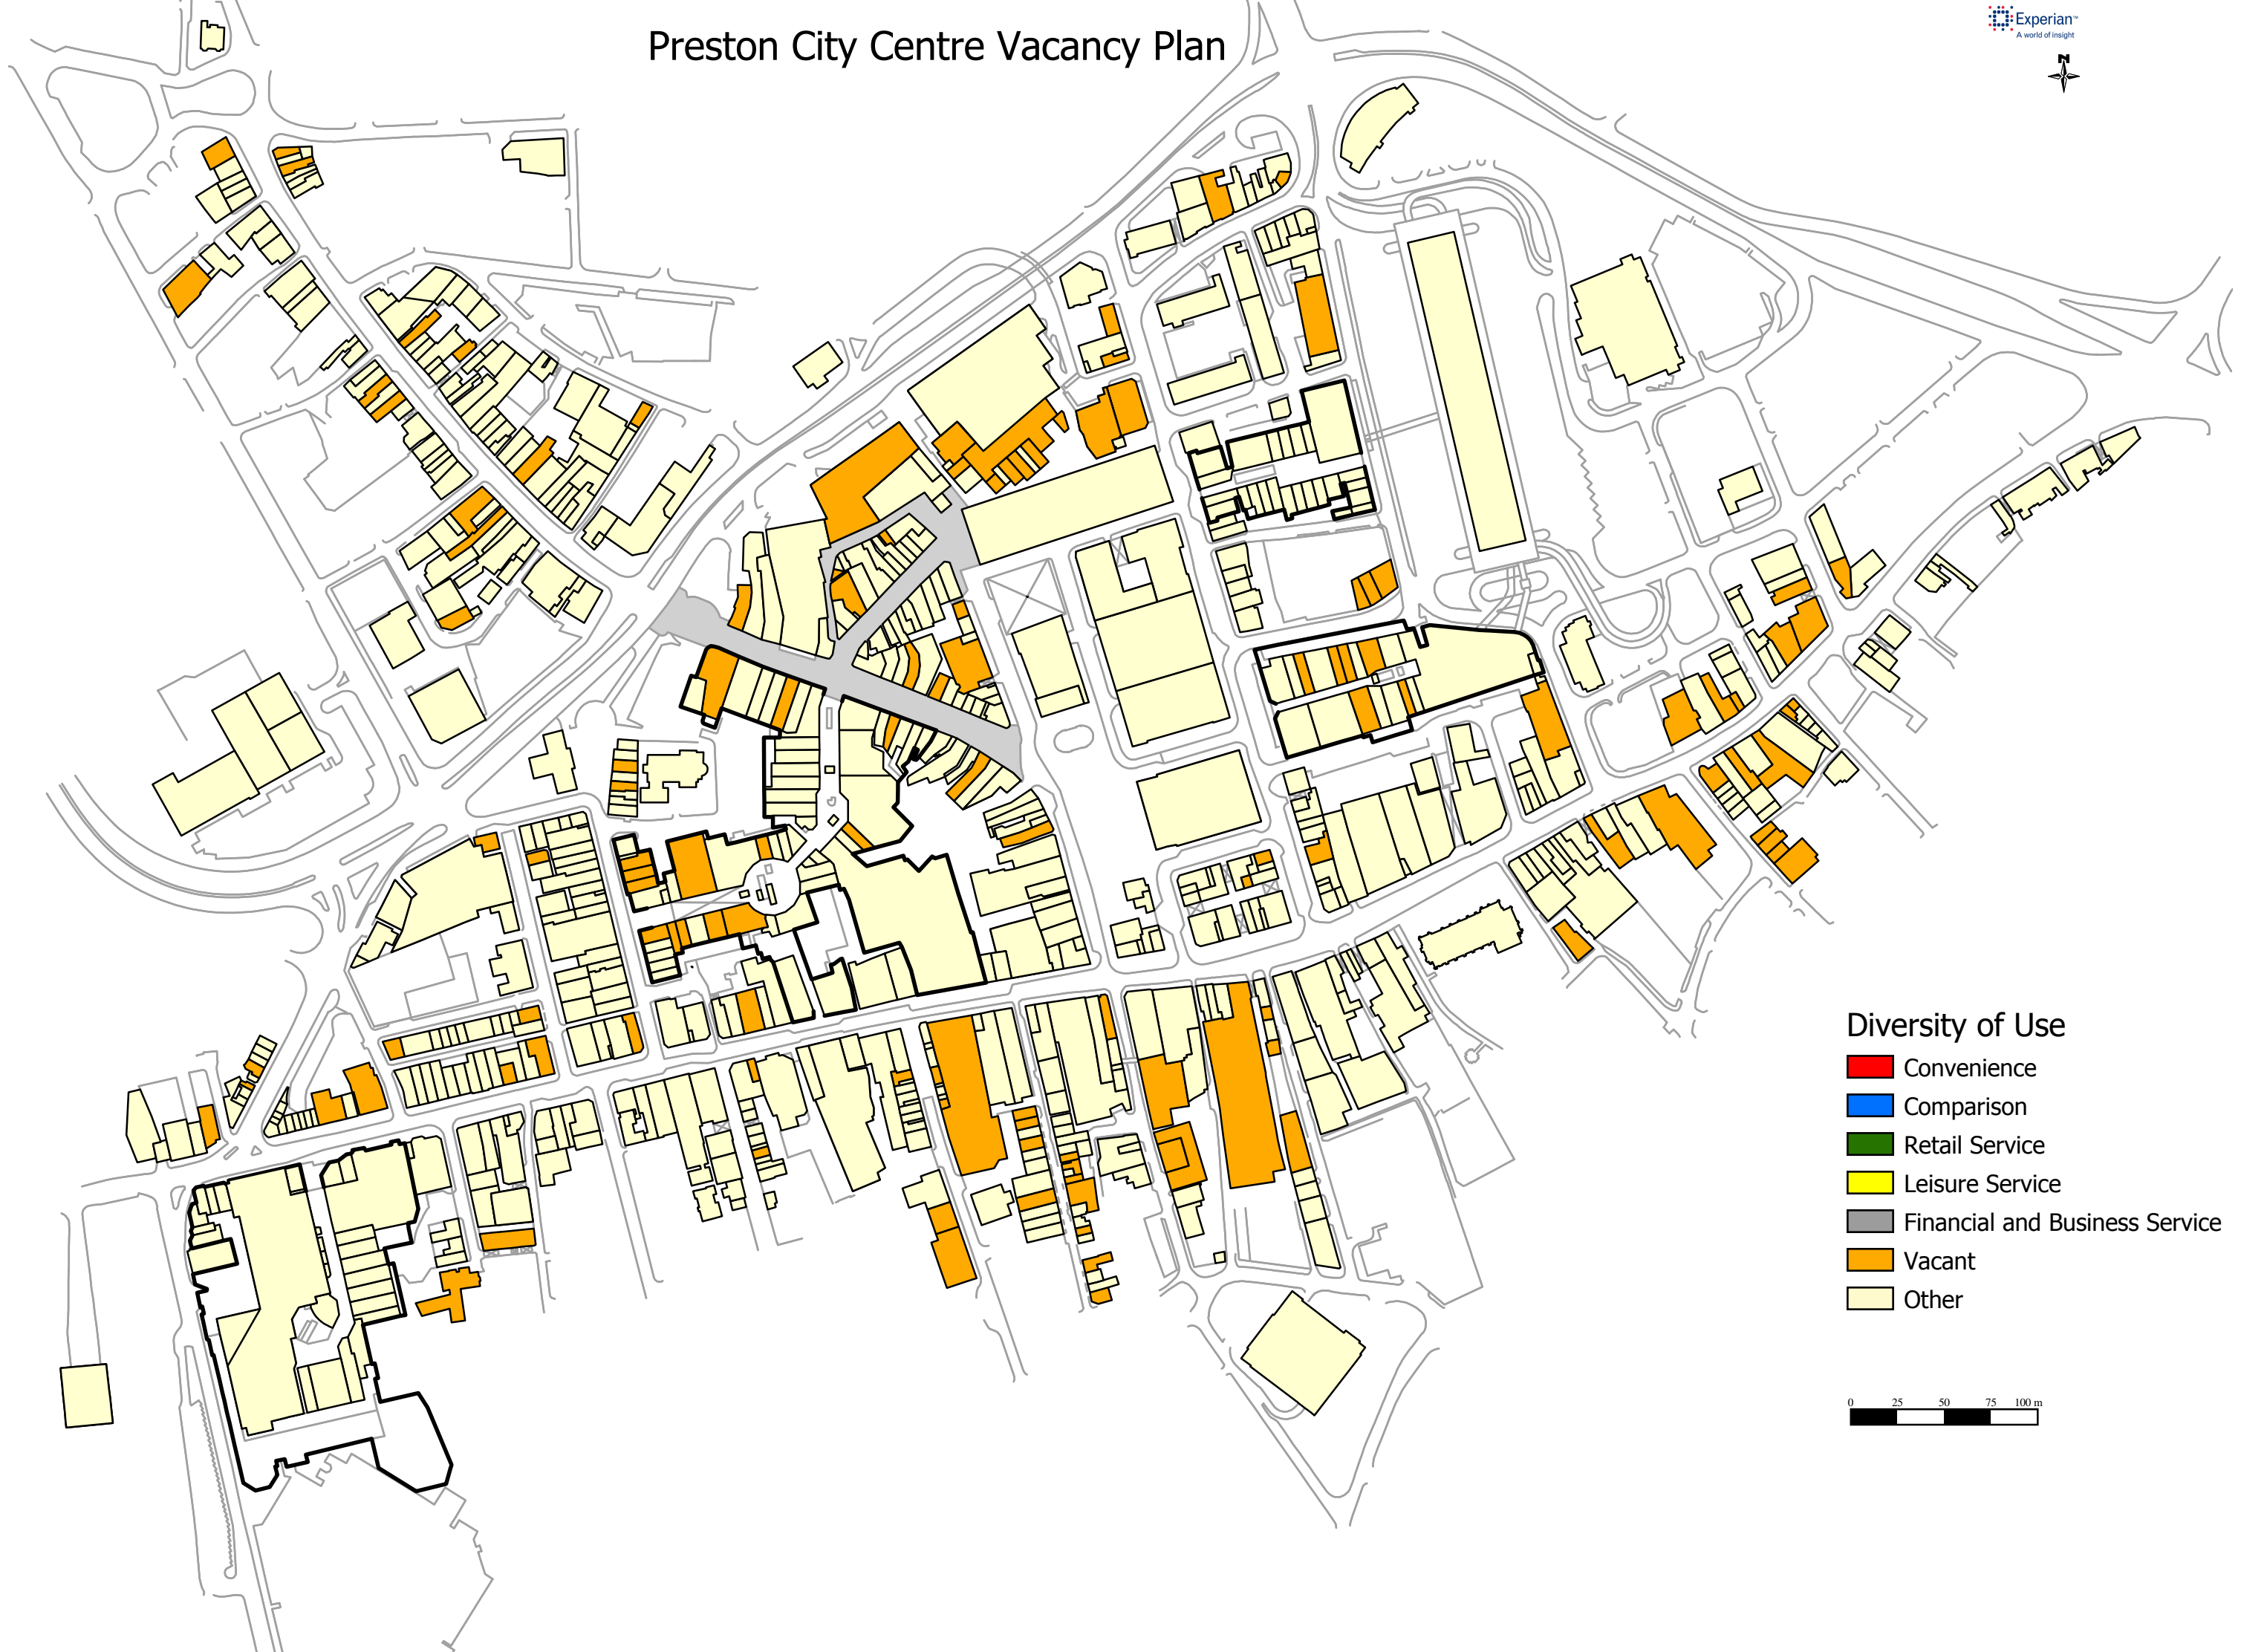 Preston City Centre Vacancy Plan
Experian™
A world of insight
N
Diversity of Use
Convenience
Comparison
Retail Service
Leisure Service
Financial and Business Service
Vacant
Other
0 25 50 75 100 m